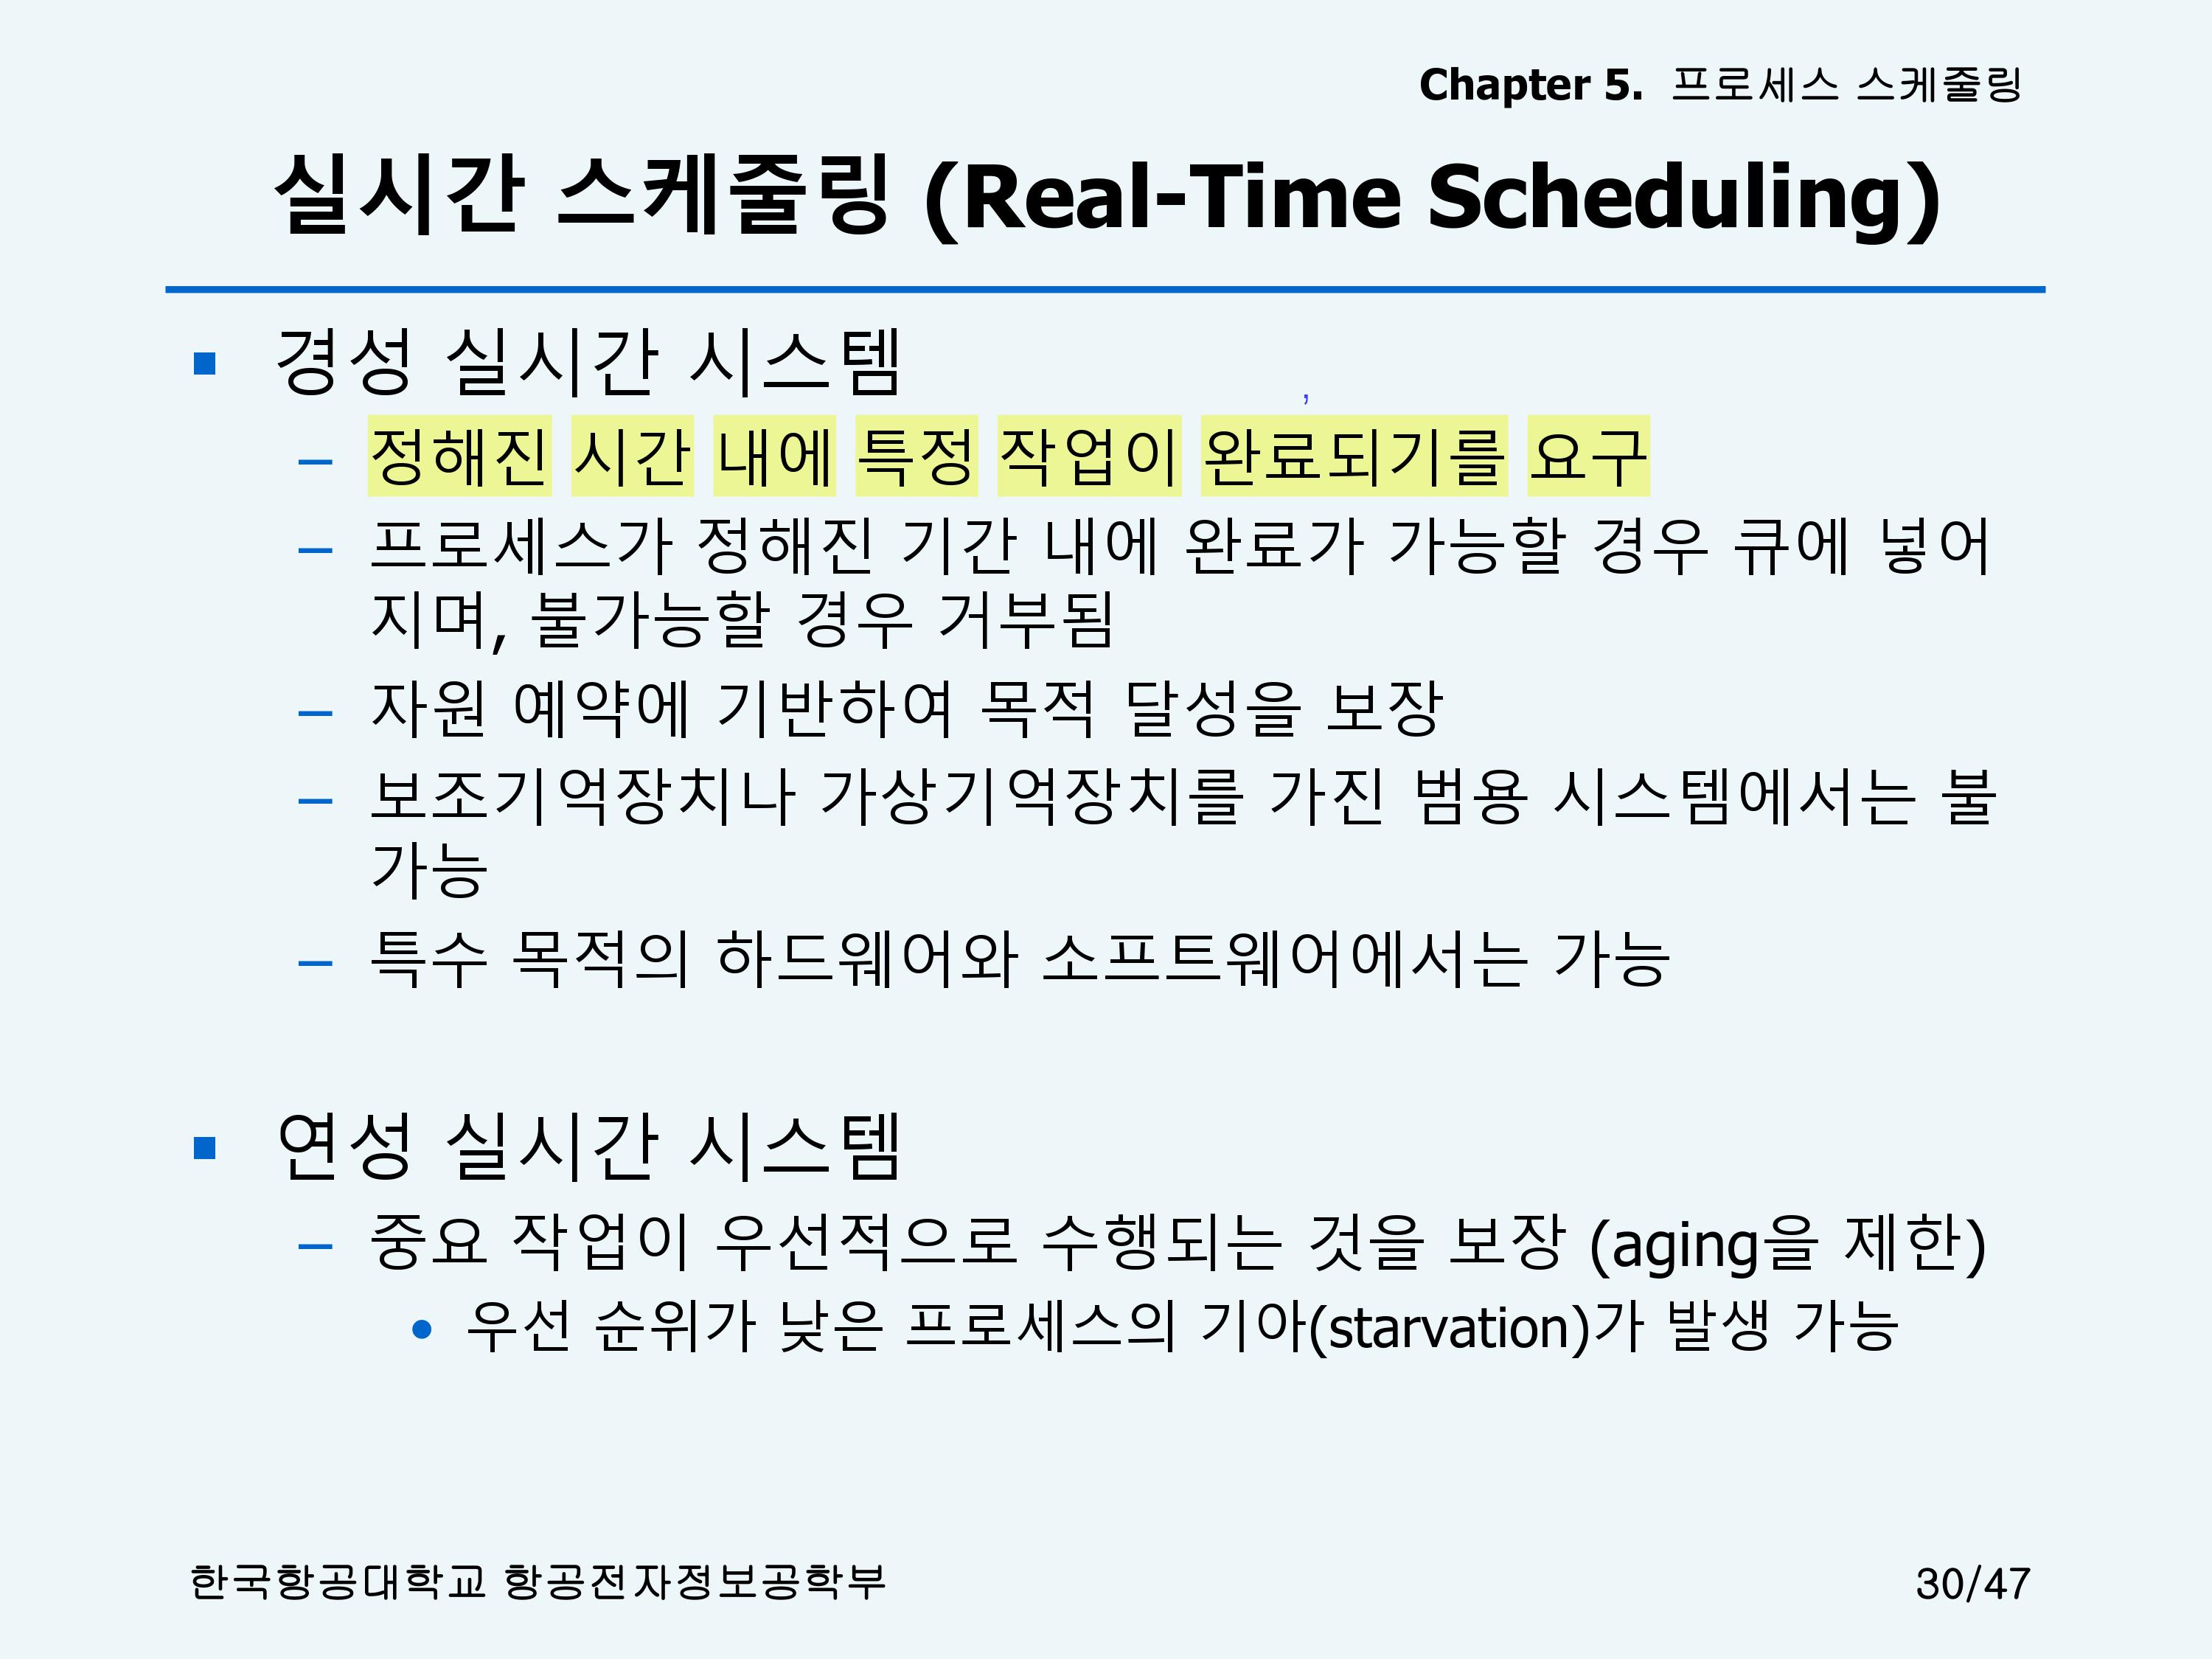 Chapter 5. 프로세스 스케줄링
실시간 스케줄링 (Real-Time Scheduling)
경성 실시간 시스템
– 정해진 시간 내에 특정 작업이 완료되기를 요구
– 프로세스가 정해진 기간 내에 완료가 가능할 경우 큐에 넣어
지며, 불가능할 경우 거부됨
– 자원 예약에 기반하여 목적 달성을 보장
– 보조기억장치나 가상기억장치를 가진 범용 시스템에서는 불
가능
– 특수 목적의 하드웨어와 소프트웨어에서는 가능
연성 실시간 시스템
– 중요 작업이 우선적으로 수행되는 것을 보장 (aging을 제한)
• 우선 순위가 낮은 프로세스의 기아(starvation)가 발생 가능
한국항공대학교 항공전자정보공학부
30/47